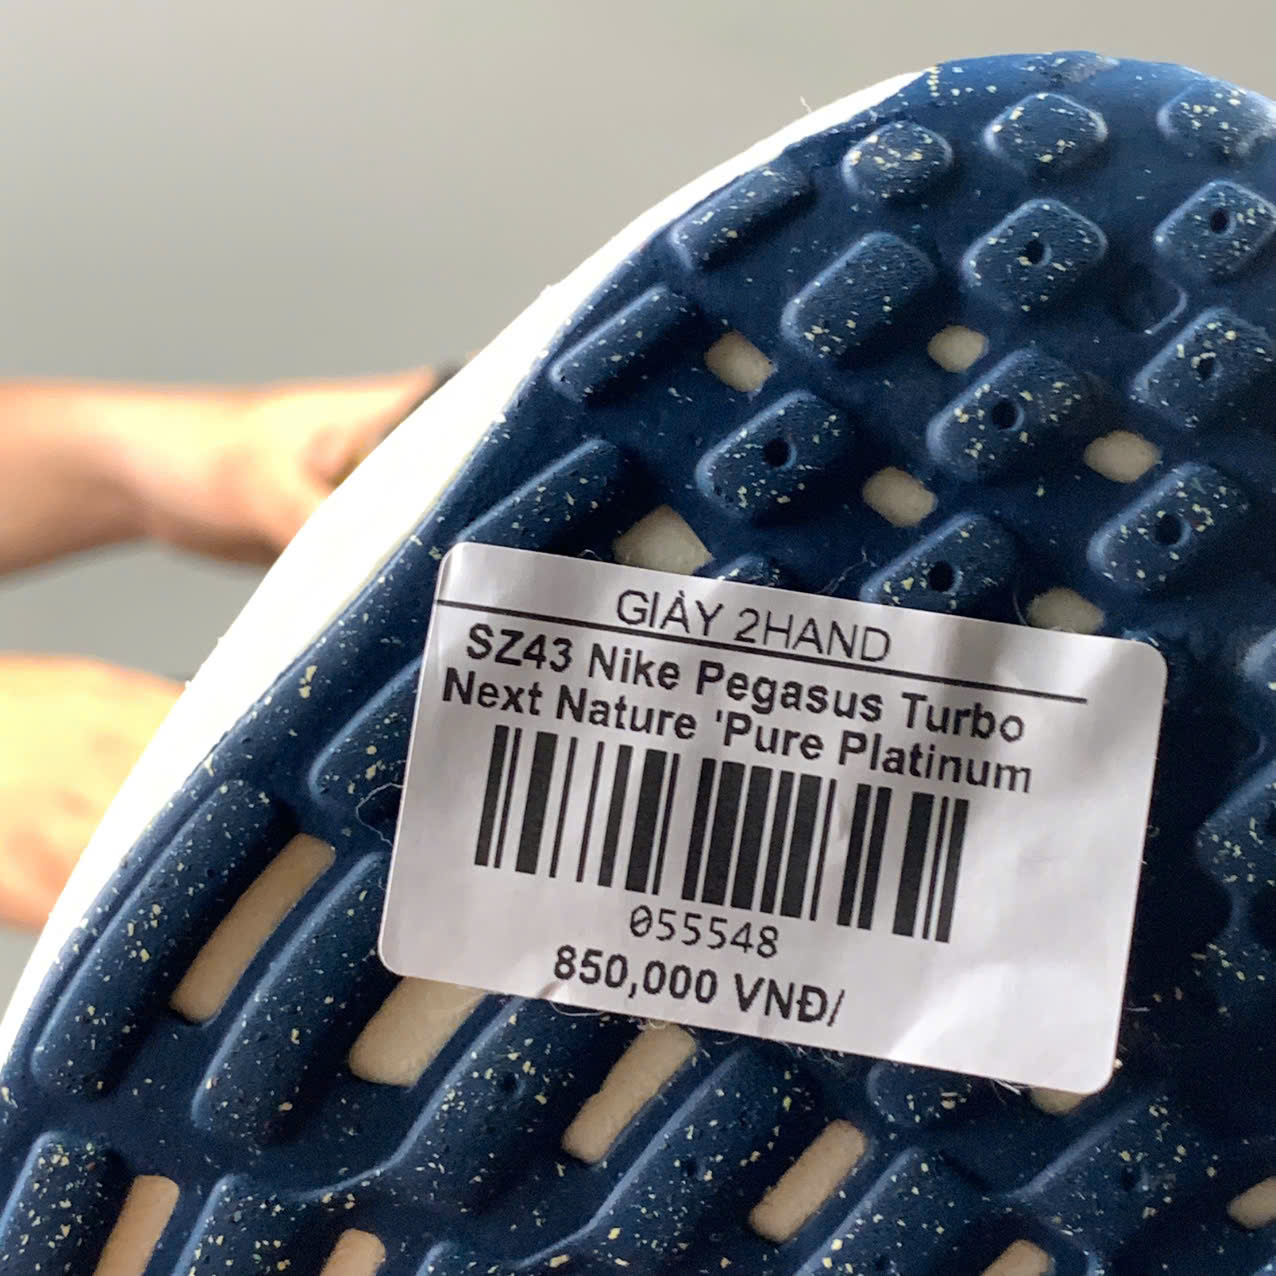 GIÀY 2HAND
SZ43 Nike Pegasus Turbo
Next Nature 'Pure Platinum
055548
850,000 VNĐ/